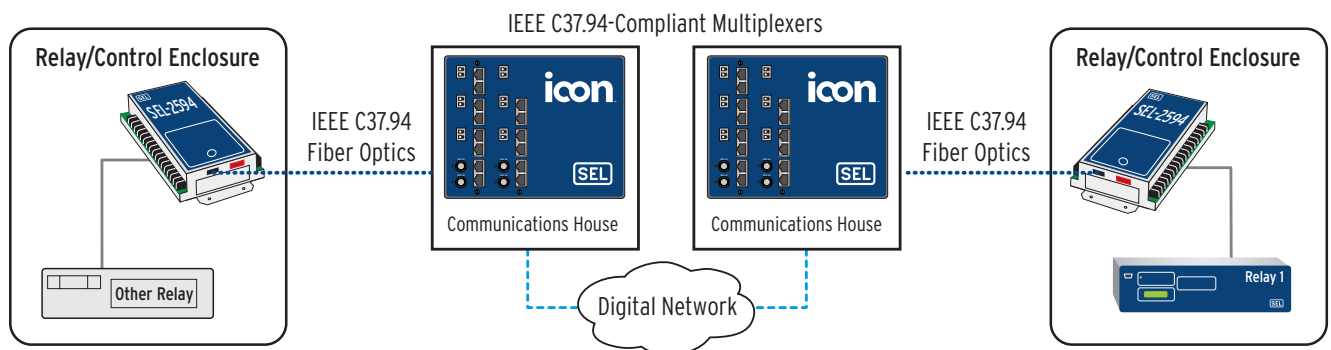 IEEE C37.94-Compliant Multiplexers
Relay/Control Enclosure
SEL
SEL-2594
Other Relay
IEEE C37.94
Fiber Optics
icon
SEL
Communications House
icon
SEL
Communications House
Digital Network
IEEE C37.94
Fiber Optics
Relay/Control Enclosure
SEL
SEL-2594
Relay 1
SEL